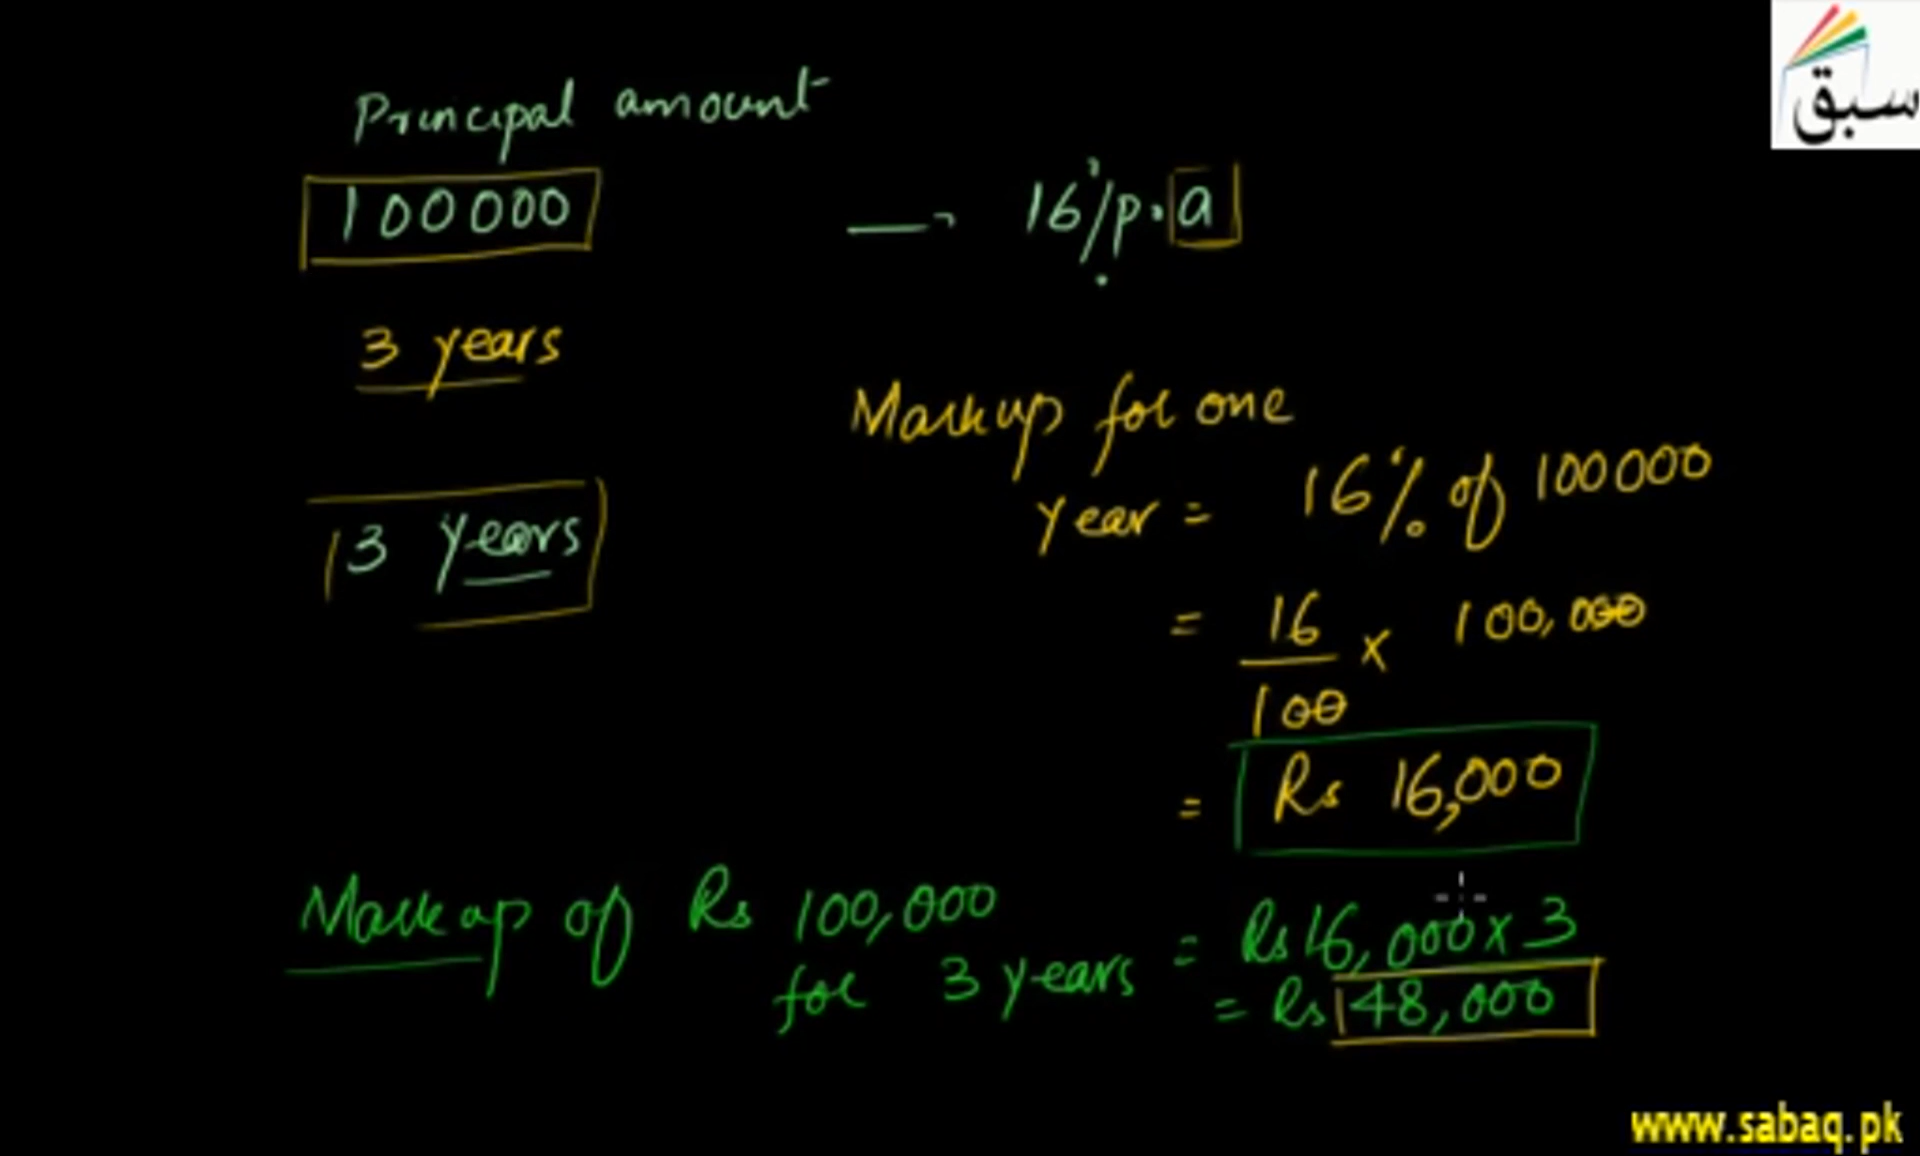 سبق
Principal amount
100000 → 16% p.a
3 years
3 years
Markup for one
year = 16% of 100000
= 16/100 × 100,000
= Rs 16,000
Markup of Rs 100,000
for 3 years = Rs 16,000 × 3
= Rs 48,000
www.sabaq.pk